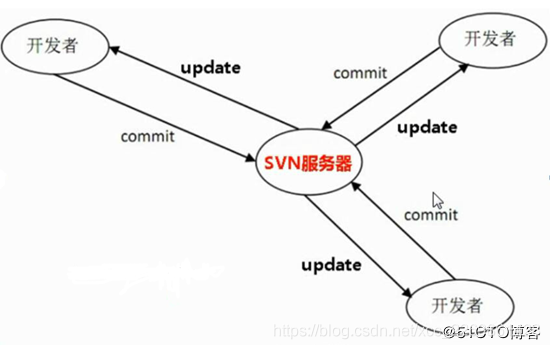 开发者
开发者
update
commit
commit
update
SVN服务器
commit
update
开发者
https://blog.csdn.net/
@51CTO博客